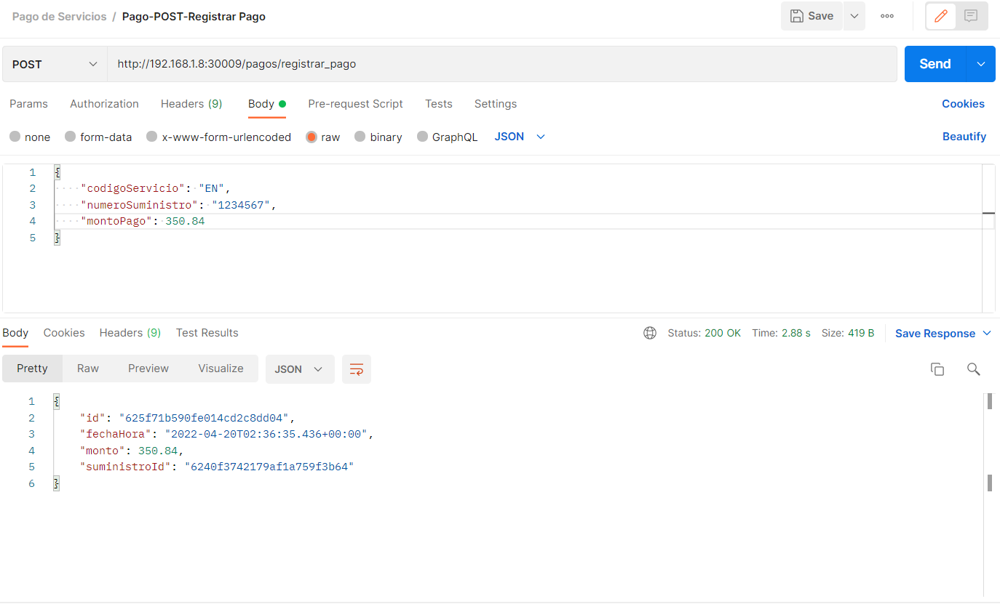 Pago de Servicios / Pago-POST-Registrar Pago
Save
POST
http://192.168.1.8:30009/pagos/registrar_pago
Send
Params Authorization Headers (9) Body Pre-request Script Tests Settings Cookies
none form-data x-www-form-urlencoded raw binary GraphQL JSON Beautify
1 {
2 "codigoServicio": "EN",
3 "numeroSuministro": "1234567",
4 "montoPago": 350.84
5 }
Body Cookies Headers (9) Test Results Status: 200 OK Time: 2.88 s Size: 419 B Save Response
Pretty Raw Preview Visualize JSON
1 {
2 "id": "625f71b590fe014cd2c8dd04",
3 "fechaHora": "2022-04-20T02:36:35.436+00:00",
4 "monto": 350.84,
5 "suministroId": "6240f3742179af1a759f3b64"
6 }